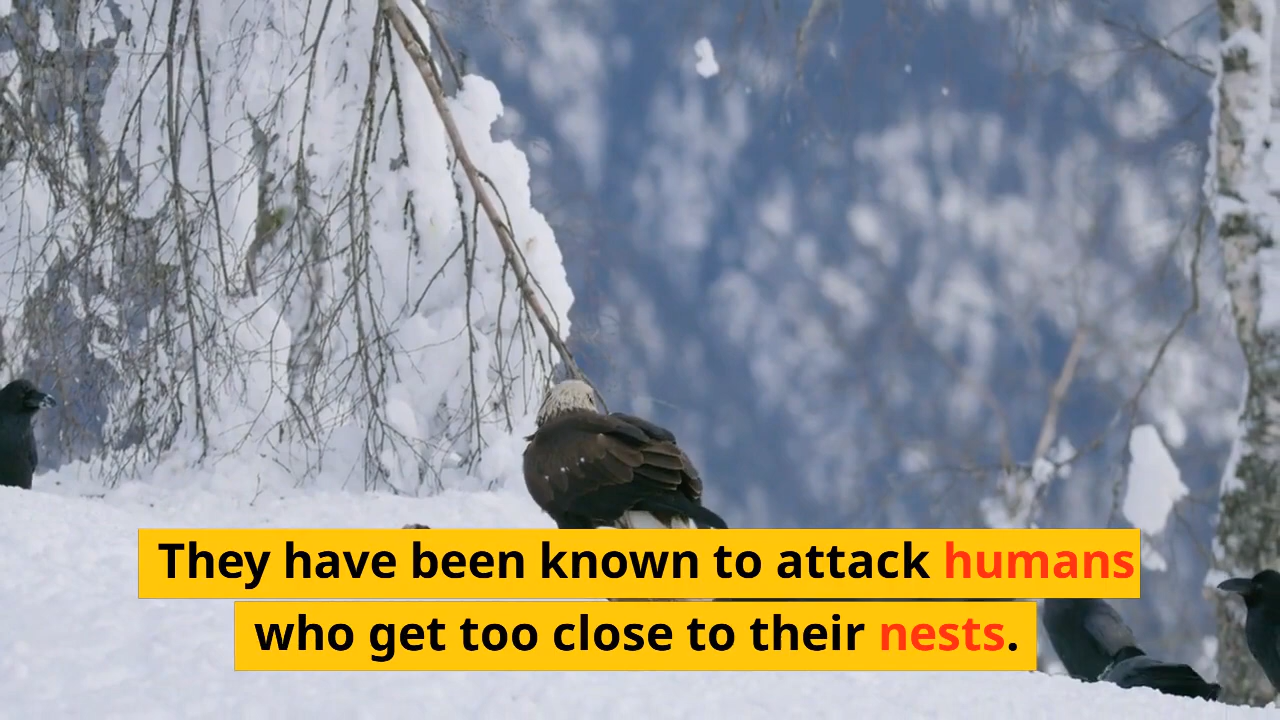 They have been known to attack humans
who get too close to their nests.